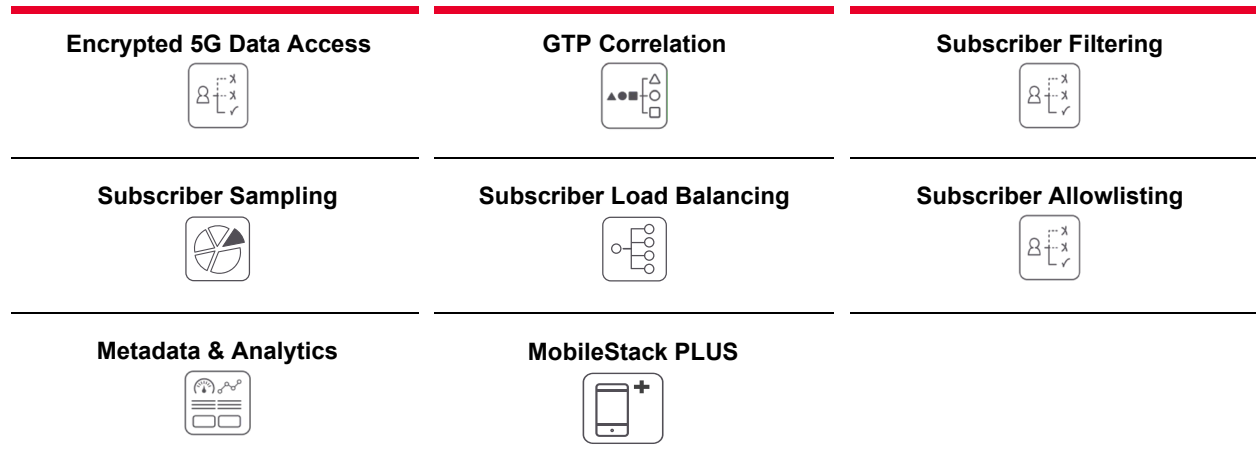 Encrypted 5G Data Access
GTP Correlation
Subscriber Filtering
Subscriber Sampling
Subscriber Load Balancing
Subscriber Allowlisting
Metadata & Analytics
MobileStack PLUS